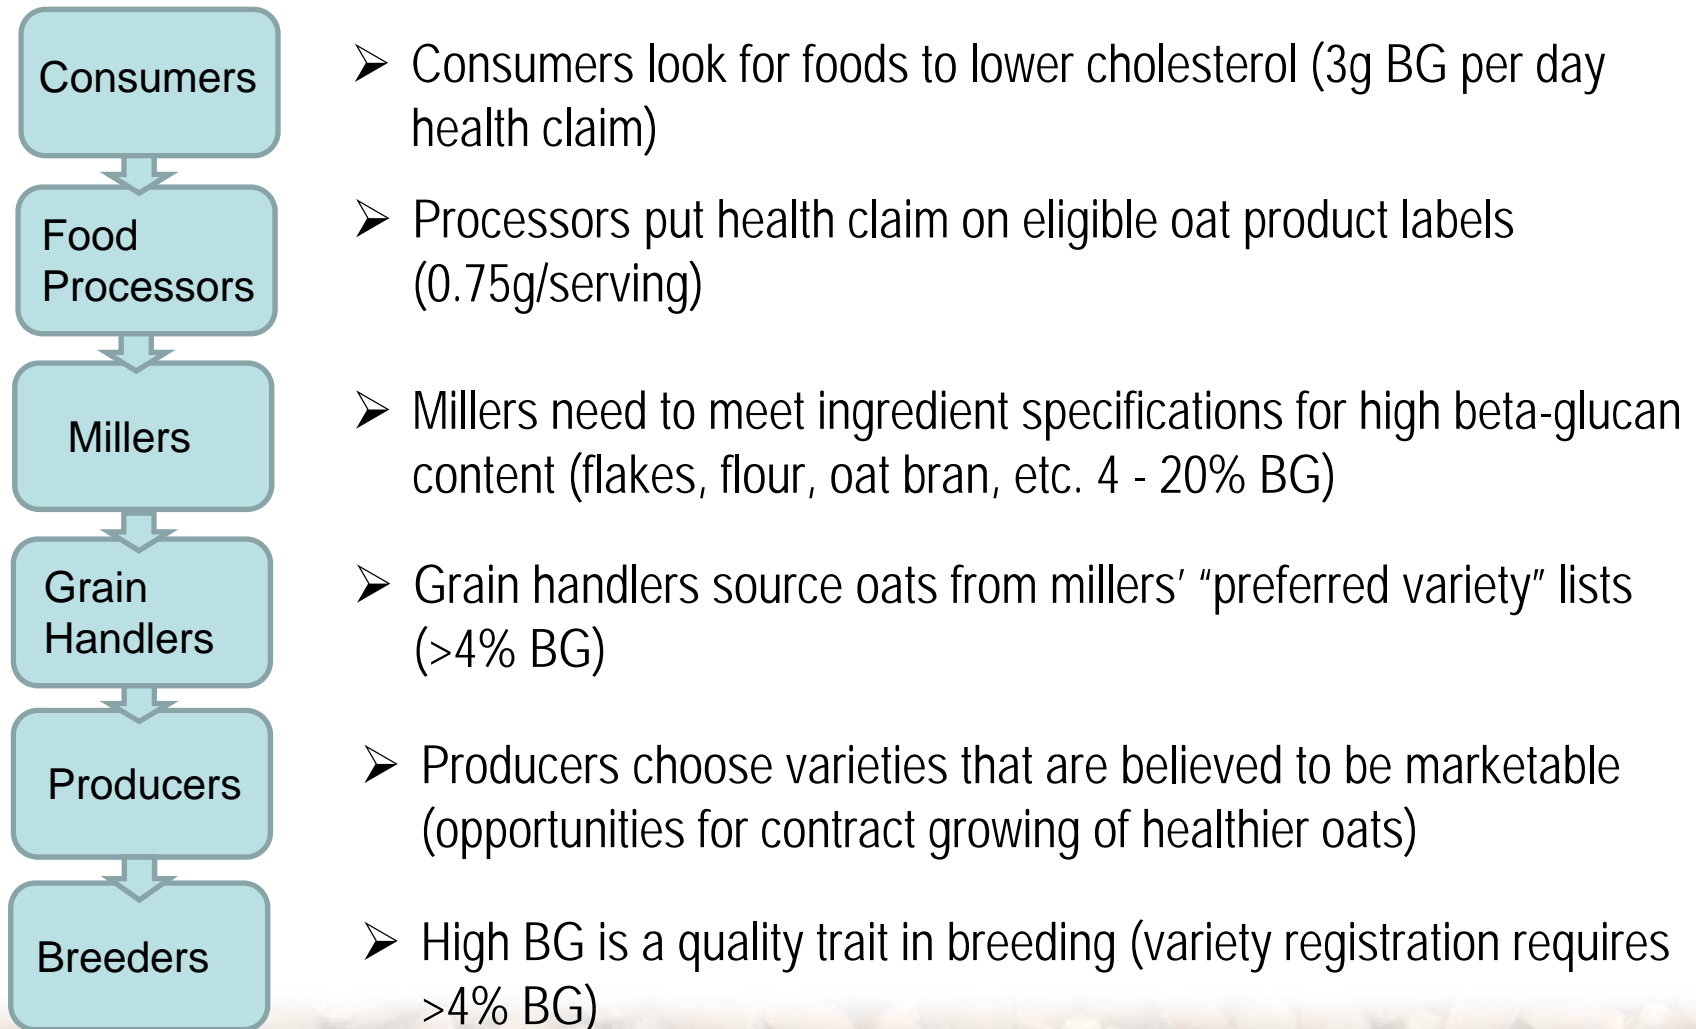 Consumers
➢ Consumers look for foods to lower cholesterol (3g BG per day
health claim)
Food
Processors
➢ Processors put health claim on eligible oat product labels
(0.75g/serving)
Millers
➢ Millers need to meet ingredient specifications for high beta-glucan
content (flakes, flour, oat bran, etc. 4 - 20% BG)
Grain
Handlers
➢ Grain handlers source oats from millers’ “preferred variety” lists
(>4% BG)
Producers
➢ Producers choose varieties that are believed to be marketable
(opportunities for contract growing of healthier oats)
Breeders
➢ High BG is a quality trait in breeding (variety registration requires
>4% BG)